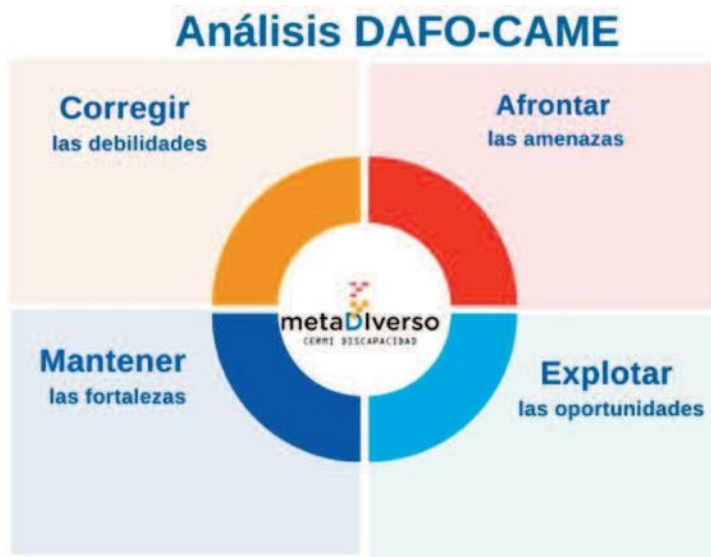 Análisis DAFO-CAME
Corregir
las debilidades
Afrontar
las amenazas
metaDIverso
CERMI DISCAPACIDAD
Mantener
las fortalezas
Explotar
las oportunidades